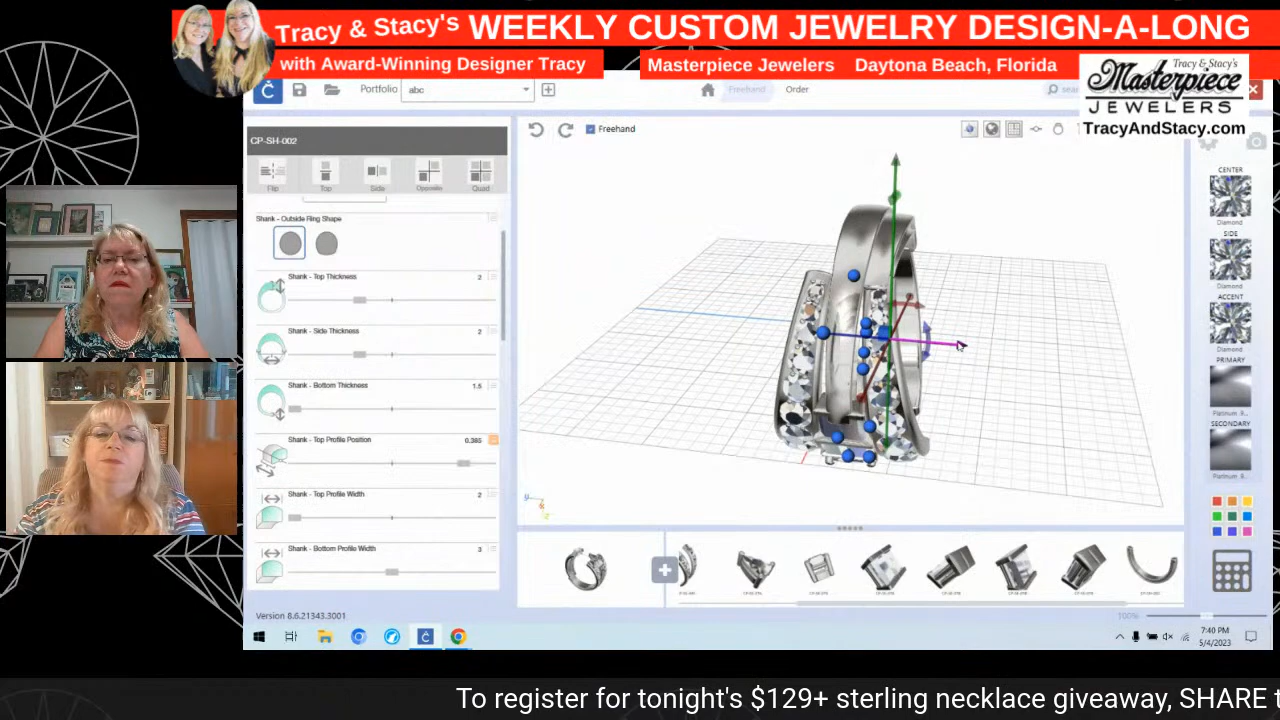 Tracy & Stacy's WEEKLY CUSTOM JEWELRY DESIGN-A-LONG
with Award-Winning Designer Tracy
Masterpiece Jewelers Daytona Beach, Florida
Tracy & Stacy's
Masterpiece
JEWELERS
TracyAndStacy.com
Portfolio abc
Freehand Order
CP-SH-002
Freehand
Flip Top Side Opposite Quad
Shank - Outside Ring Shape
Shank - Top Thickness 2
Shank - Side Thickness 2
Shank - Bottom Thickness 1.5
Shank - Top Profile Position 0.385
Shank - Top Profile Width 2
Shank - Bottom Profile Width 3
CENTER
Diamond
SIDE
Diamond
ACCENT
Diamond
PRIMARY
Platinum
SECONDARY
Platinum
Version 8.6.21343.3001
100%
7:40 PM
5/4/2023
To register for tonight's $129+ sterling necklace giveaway, SHARE